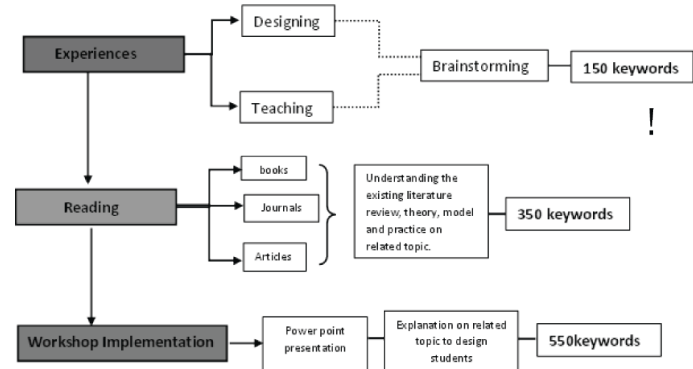 Designing
Experiences
Brainstorming
150 keywords
Teaching
!
books
Reading
Journals
Articles
Understanding the
existing literature
review, theory, model
and practice on
related topic.
350 keywords
Workshop Implementation
Power point
presentation
Explanation on related
topic to design
students
550keywords